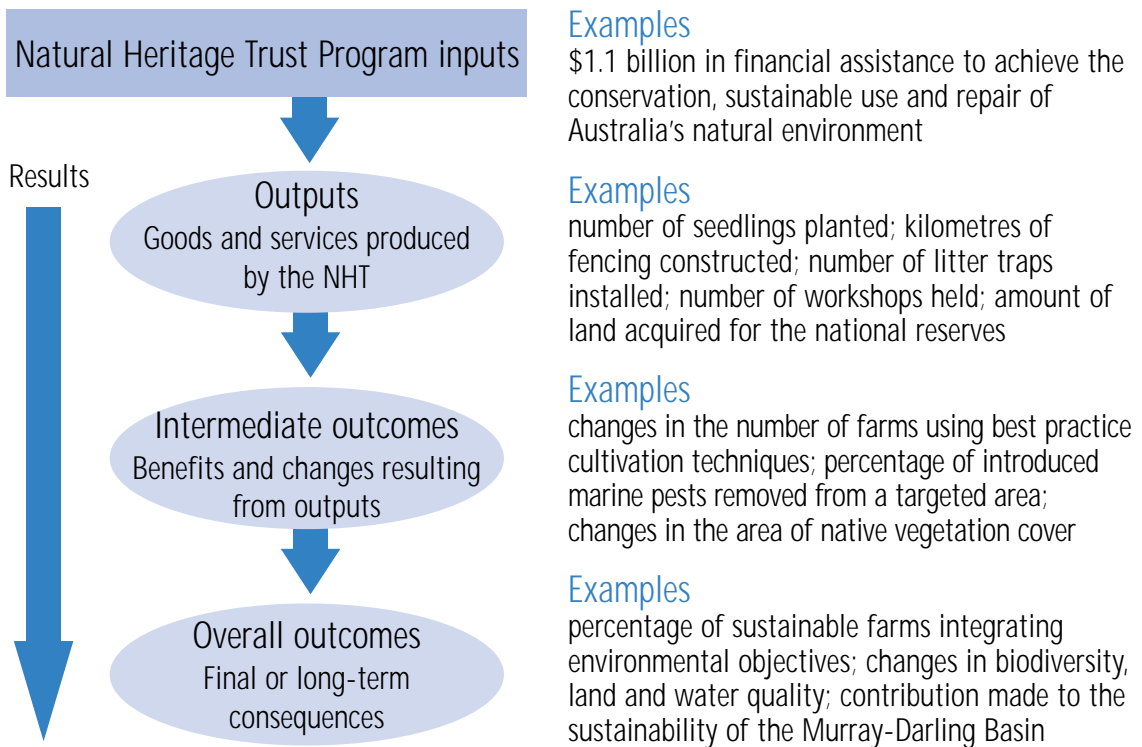 Natural Heritage Trust Program inputs
Examples
$1.1 billion in financial assistance to achieve the
conservation, sustainable use and repair of
Australia's natural environment
Results
Outputs
Goods and services produced
by the NHT
Examples
number of seedlings planted; kilometres of
fencing constructed; number of litter traps
installed; number of workshops held; amount of
land acquired for the national reserves
Intermediate outcomes
Benefits and changes resulting
from outputs
Examples
changes in the number of farms using best practice
cultivation techniques; percentage of introduced
marine pests removed from a targeted area;
changes in the area of native vegetation cover
Overall outcomes
Final or long-term
consequences
Examples
percentage of sustainable farms integrating
environmental objectives; changes in biodiversity,
land and water quality; contribution made to the
sustainability of the Murray-Darling Basin